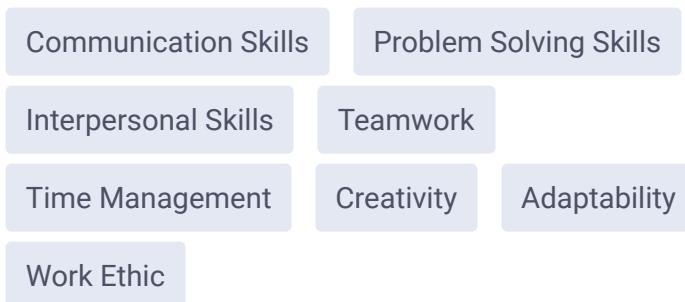 Communication Skills Problem Solving Skills
Interpersonal Skills Teamwork
Time Management Creativity Adaptability
Work Ethic